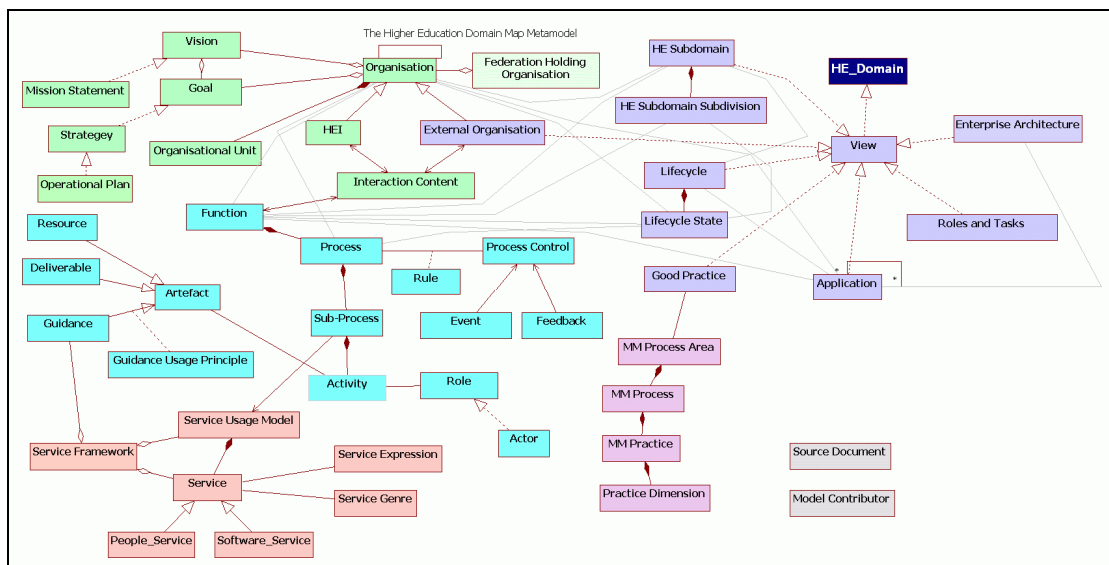 The Higher Education Domain Map Metamodel
Vision
HE Subdomain
Organisation
Federation Holding
Organisation
HE_Domain
Mission Statement
Goal
HE Subdomain Subdivision
Strategey
HEI
External Organisation
Enterprise Architecture
Organisational Unit
View
Operational Plan
Interaction Content
Lifecycle
Function
Lifecycle State
Roles and Tasks
Resource
Process
Process Control
Deliverable
Rule
Good Practice
*
*
Application
Artefact
Guidance
Sub-Process
Event
Feedback
Guidance Usage Principle
MM Process Area
Activity
Role
MM Process
Service Usage Model
Actor
MM Practice
Service Framework
Service Expression
Source Document
Service
Service Genre
Practice Dimension
Model Contributor
People_Service
Software_Service